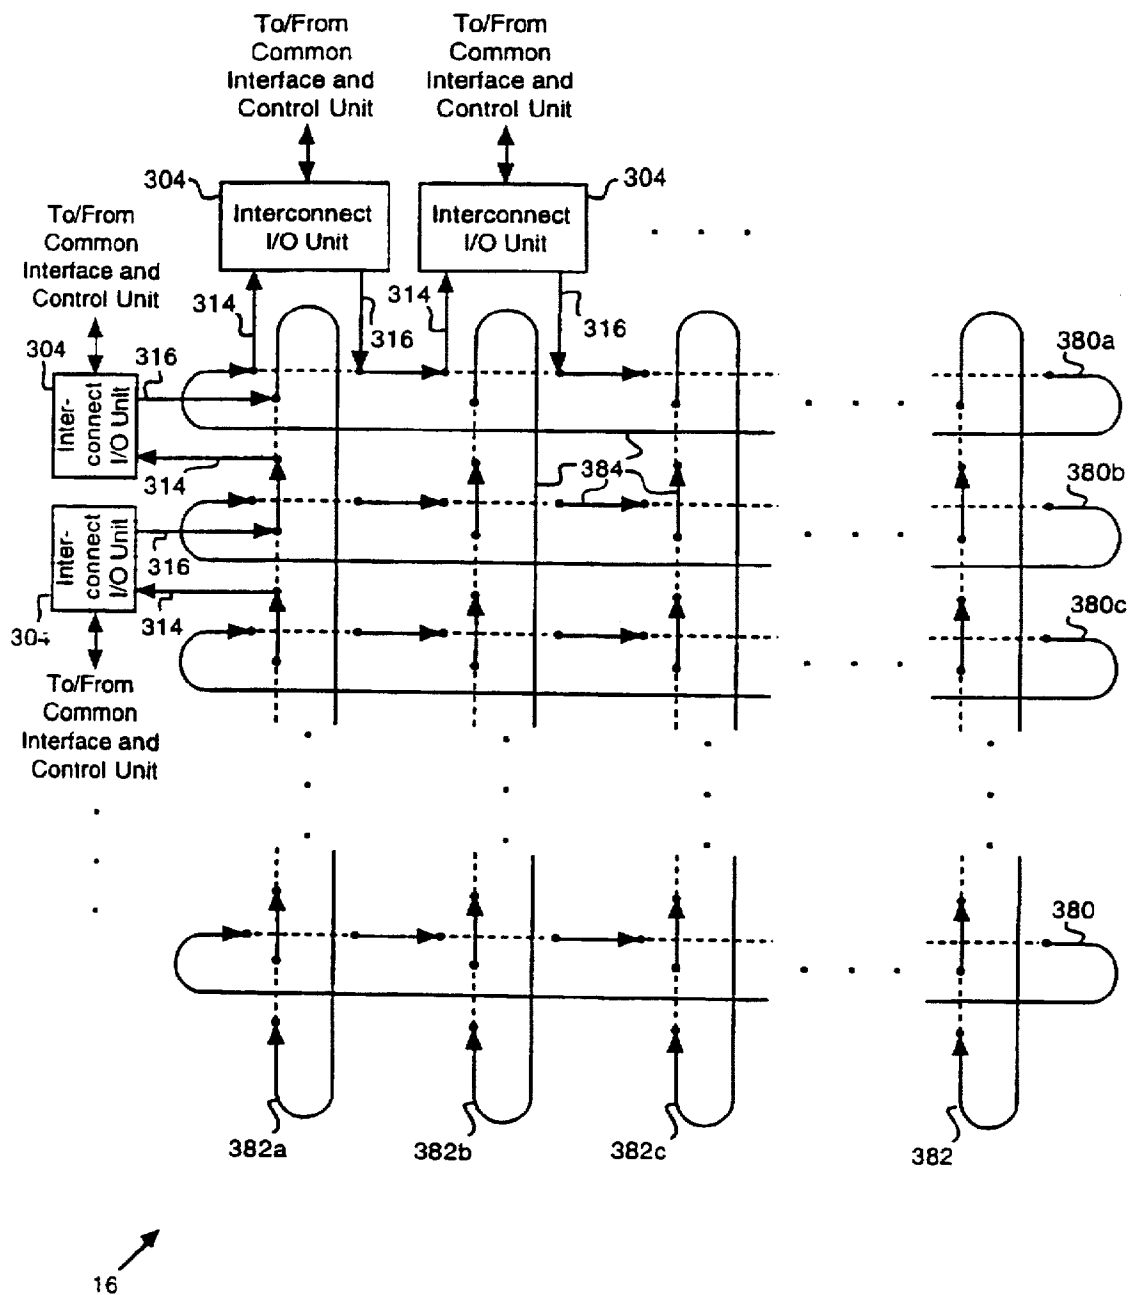 To/From
Common
Interface and
Control Unit
To/From
Common
Interface and
Control Unit
304
Interconnect
I/O Unit
Interconnect
I/O Unit
304
To/From
Common
Interface and
Control Unit
314
316
314
316
304
316
Inter-
connect
I/O Unit
314
380a
384
380b
Inter-
connect
I/O Unit
316
304
314
380c
To/From
Common
Interface and
Control Unit
380
382a
382b
382c
382
16